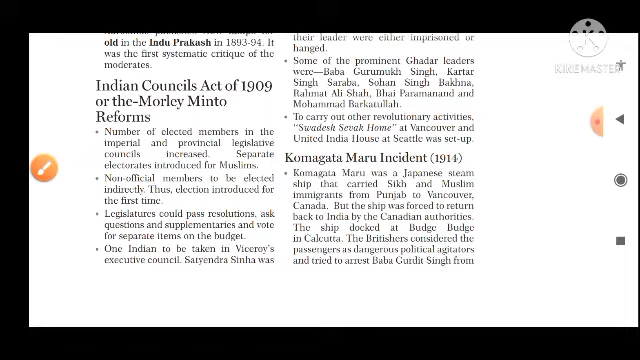 old in the Indu Prakash in 1893-94. It
was the first systematic critique of the
moderates.
Indian Councils Act of 1909
or the Morley Minto
Reforms
• Number of elected members in the
imperial and provincial legislative
councils increased. Separate
electorates introduced for Muslims.
• Non-official members to be elected
indirectly. Thus, election introduced for
the first time.
• Legislatures could pass resolutions, ask
questions and supplementaries and vote
for separate items on the budget.
• One Indian to be taken in Viceroy's
executive council. Satyendra Sinha was
their leader were either imprisoned or
hanged.
• Some of the prominent Ghadar leaders
were—Baba Gurumukh Singh, Kartar
Singh Saraba, Sohan Singh Bakhna,
Rahmat Ali Shah, Bhai Paramanand and
Mohammad Barkatullah.
• To carry out other revolutionary activities,
"Swadesh Sevak Home" at Vancouver and
United India House at Seattle was set-up.
Komagata Maru Incident (1914)
• Komagata Maru was a Japanese steam
ship that carried Sikh and Muslim
immigrants from Punjab to Vancouver,
Canada. But the ship was forced to return
back to India by the Canadian authorities.
The ship docked at Budge Budge
in Calcutta. The Britishers considered the
passengers as dangerous political agitators
and tried to arrest Baba Gurdit Singh from
KINEMASTER